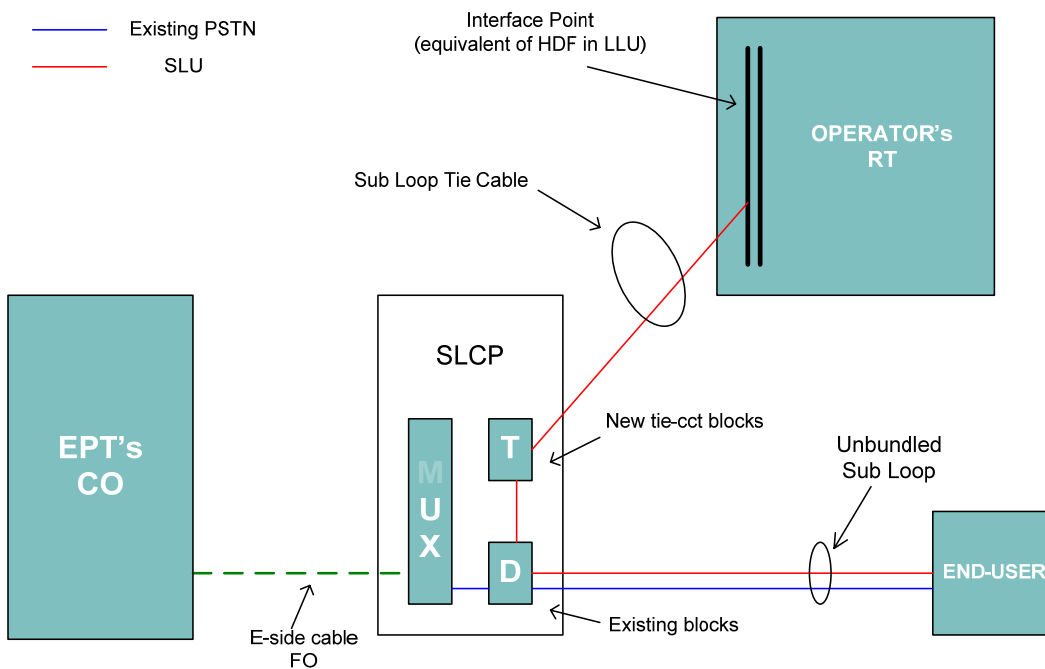 Existing PSTN
SLU
Interface Point
(equivalent of HDF in LLU)
OPERATOR's
RT
Sub Loop Tie Cable
SLCP
EPT's
CO
MUX
T
New tie-cct blocks
Unbundled
Sub Loop
D
END-USER
Existing blocks
E-side cable
FO